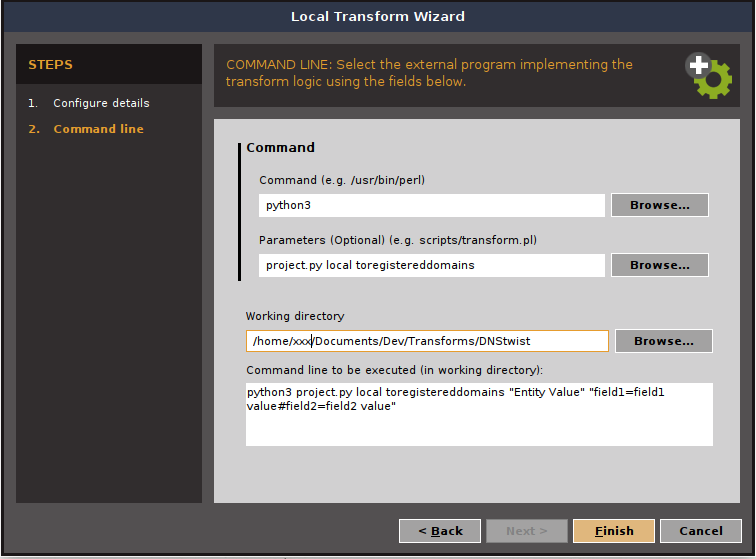 Local Transform Wizard
STEPS
1. Configure details
2. Command line
COMMAND LINE: Select the external program implementing the
transform logic using the fields below.
Command
Command (e.g. /usr/bin/perl)
python3
Browse...
Parameters (Optional) (e.g. scripts/transform.pl)
project.py local toregistereddomains
Browse...
Working directory
/home/xxx/Documents/Dev/Transforms/DNStwist
Browse...
Command line to be executed (in working directory):
python3 project.py local toregistereddomains "Entity Value" "field1=field1
value#field2=field2 value"
< Back
Next >
Finish
Cancel